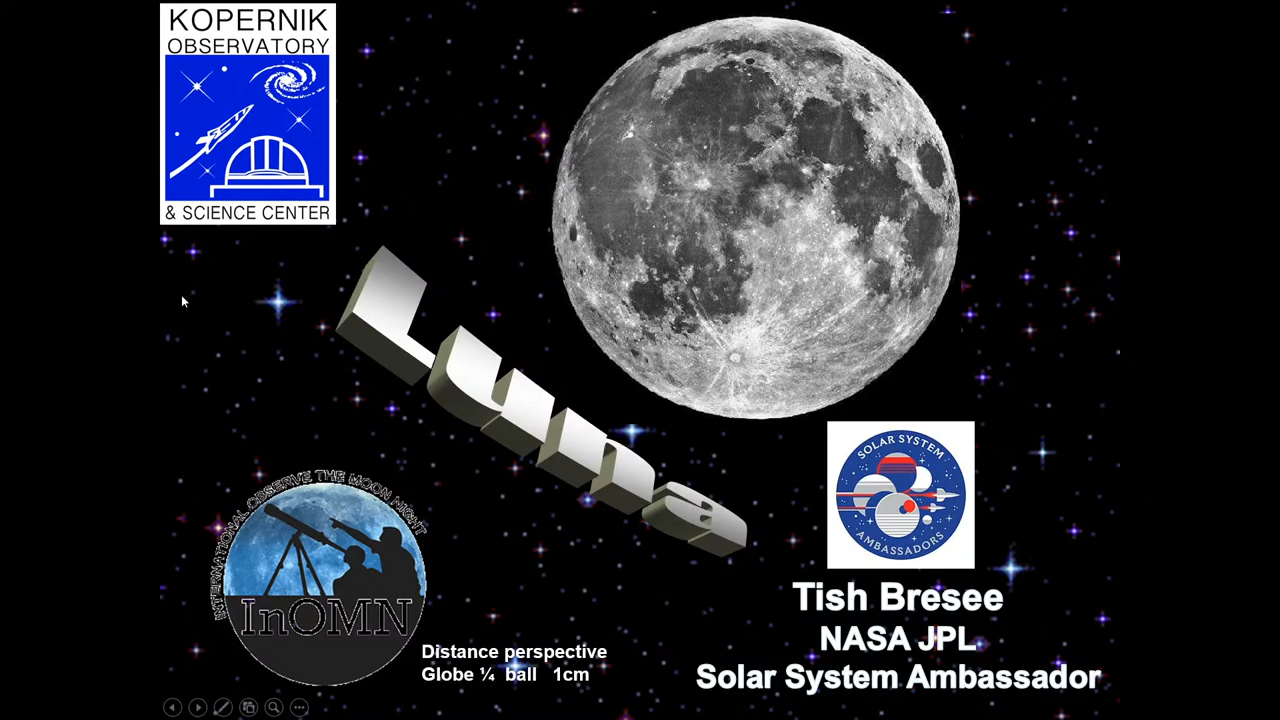 KOPERNIK
OBSERVATORY
& SCIENCE CENTER
Luna
SOLAR SYSTEM
AMBASSADORS
INTERNATIONAL OBSERVE THE MOON NIGHT
InOMN
Distance perspective
Globe ¼ ball 1cm
Tish Bresee
NASA JPL
Solar System Ambassador